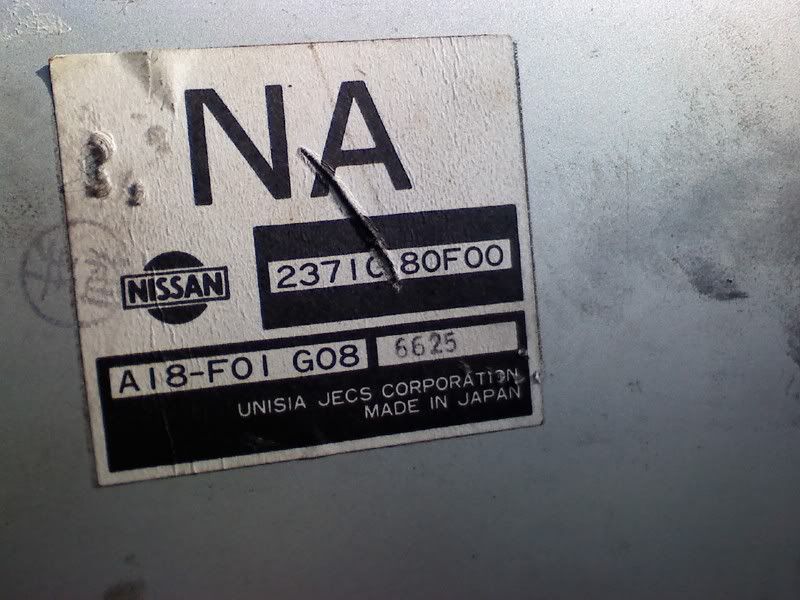 NA
NISSAN
23710 80F00
A18-F01 G08
6625
UNISIA JECS CORPORATION
MADE IN JAPAN